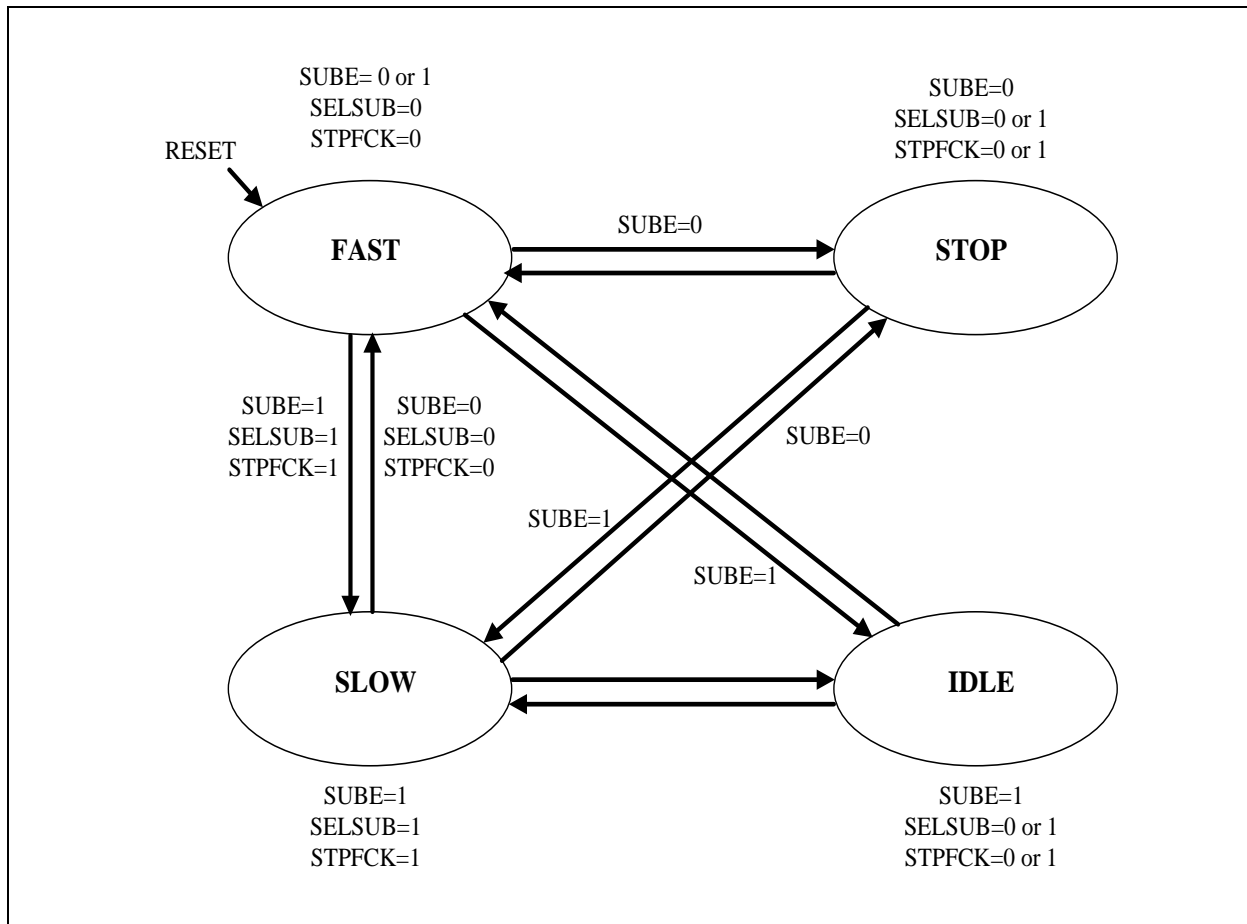 SUBE= 0 or 1
SELSUB=0
STPFCK=0
SUBE=0
SELSUB=0 or 1
STPFCK=0 or 1
RESET
FAST
SUBE=0
STOP
SUBE=1
SELSUB=1
STPFCK=1
SUBE=0
SELSUB=0
STPFCK=0
SUBE=0
SUBE=1
SUBE=1
SLOW
IDLE
SUBE=1
SELSUB=1
STPFCK=1
SUBE=1
SELSUB=0 or 1
STPFCK=0 or 1